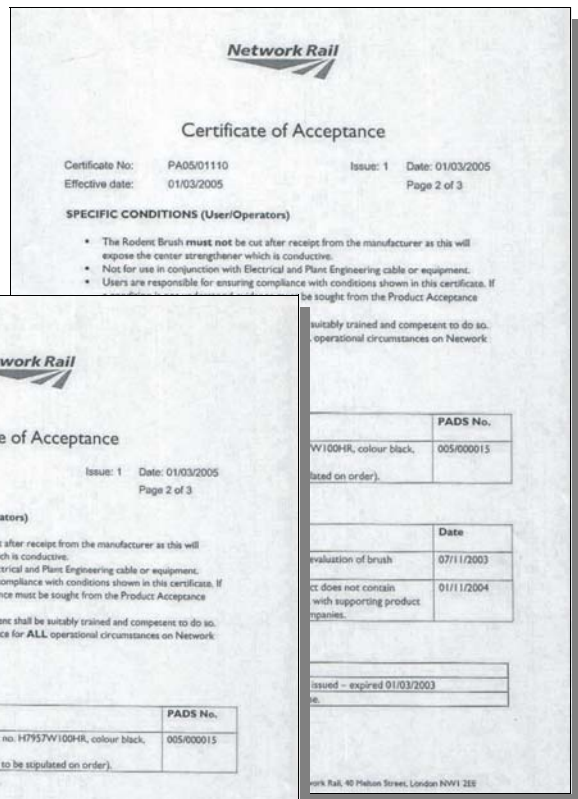 Network Rail
Certificate of Acceptance
Certificate No: PA05/01110 Issue: 1 Date: 01/03/2005
Effective date: 01/03/2005 Page 2 of 3
SPECIFIC CONDITIONS (User/Operators)
• The Rodent Brush must not be cut after receipt from the manufacturer as this will
expose the center strengthener which is conductive.
• Not for use in conjunction with Electrical and Plant Engineering cable or equipment.
• Users are responsible for ensuring compliance with conditions shown in this certificate. If
be sought from the Product Acceptance
suitably trained and competent to do so.
operational circumstances on Network
PADS No.
W100HR, colour black, 005/000015
lated on order).
Date
evaluation of brush 07/11/2003
ct does not contain 01/11/2004
with supporting product
mpanies.
issued – expired 01/03/2003
se.
work Rail, 40 Melton Street, London NW1 2EE
work Rail
e of Acceptance
Issue: 1 Date: 01/03/2005
Page 2 of 3
ators)
t after receipt from the manufacturer as this will
ch is conductive.
ctrical and Plant Engineering cable or equipment.
ompliance with conditions shown in this certificate. If
nce must be sought from the Product Acceptance
ent shall be suitably trained and competent to do so.
ce for ALL operational circumstances on Network
PADS No.
no. H7957W100HR, colour black, 005/000015
to be stipulated on order).